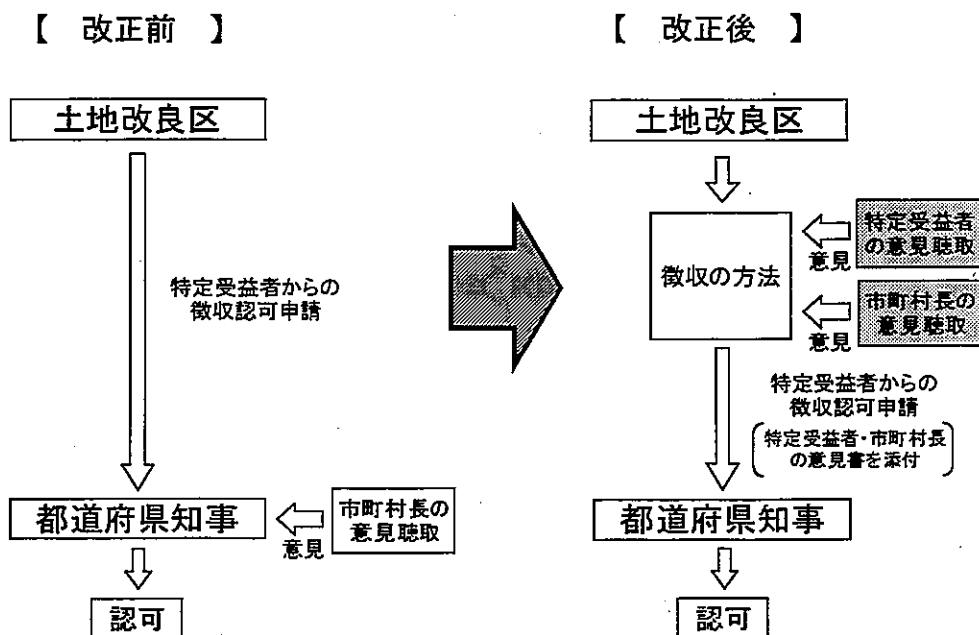 【 改正前 】
土地改良区
特定受益者からの
徴収認可申請
都道府県知事
意見
市町村長の
意見聴取
認可
【 改正後 】
土地改良区
徴収の方法
意見
特定受益者
の意見聴取
意見
市町村長の
意見聴取
特定受益者からの
徴収認可申請
特定受益者・市町村長
の意見書を添付
都道府県知事
認可